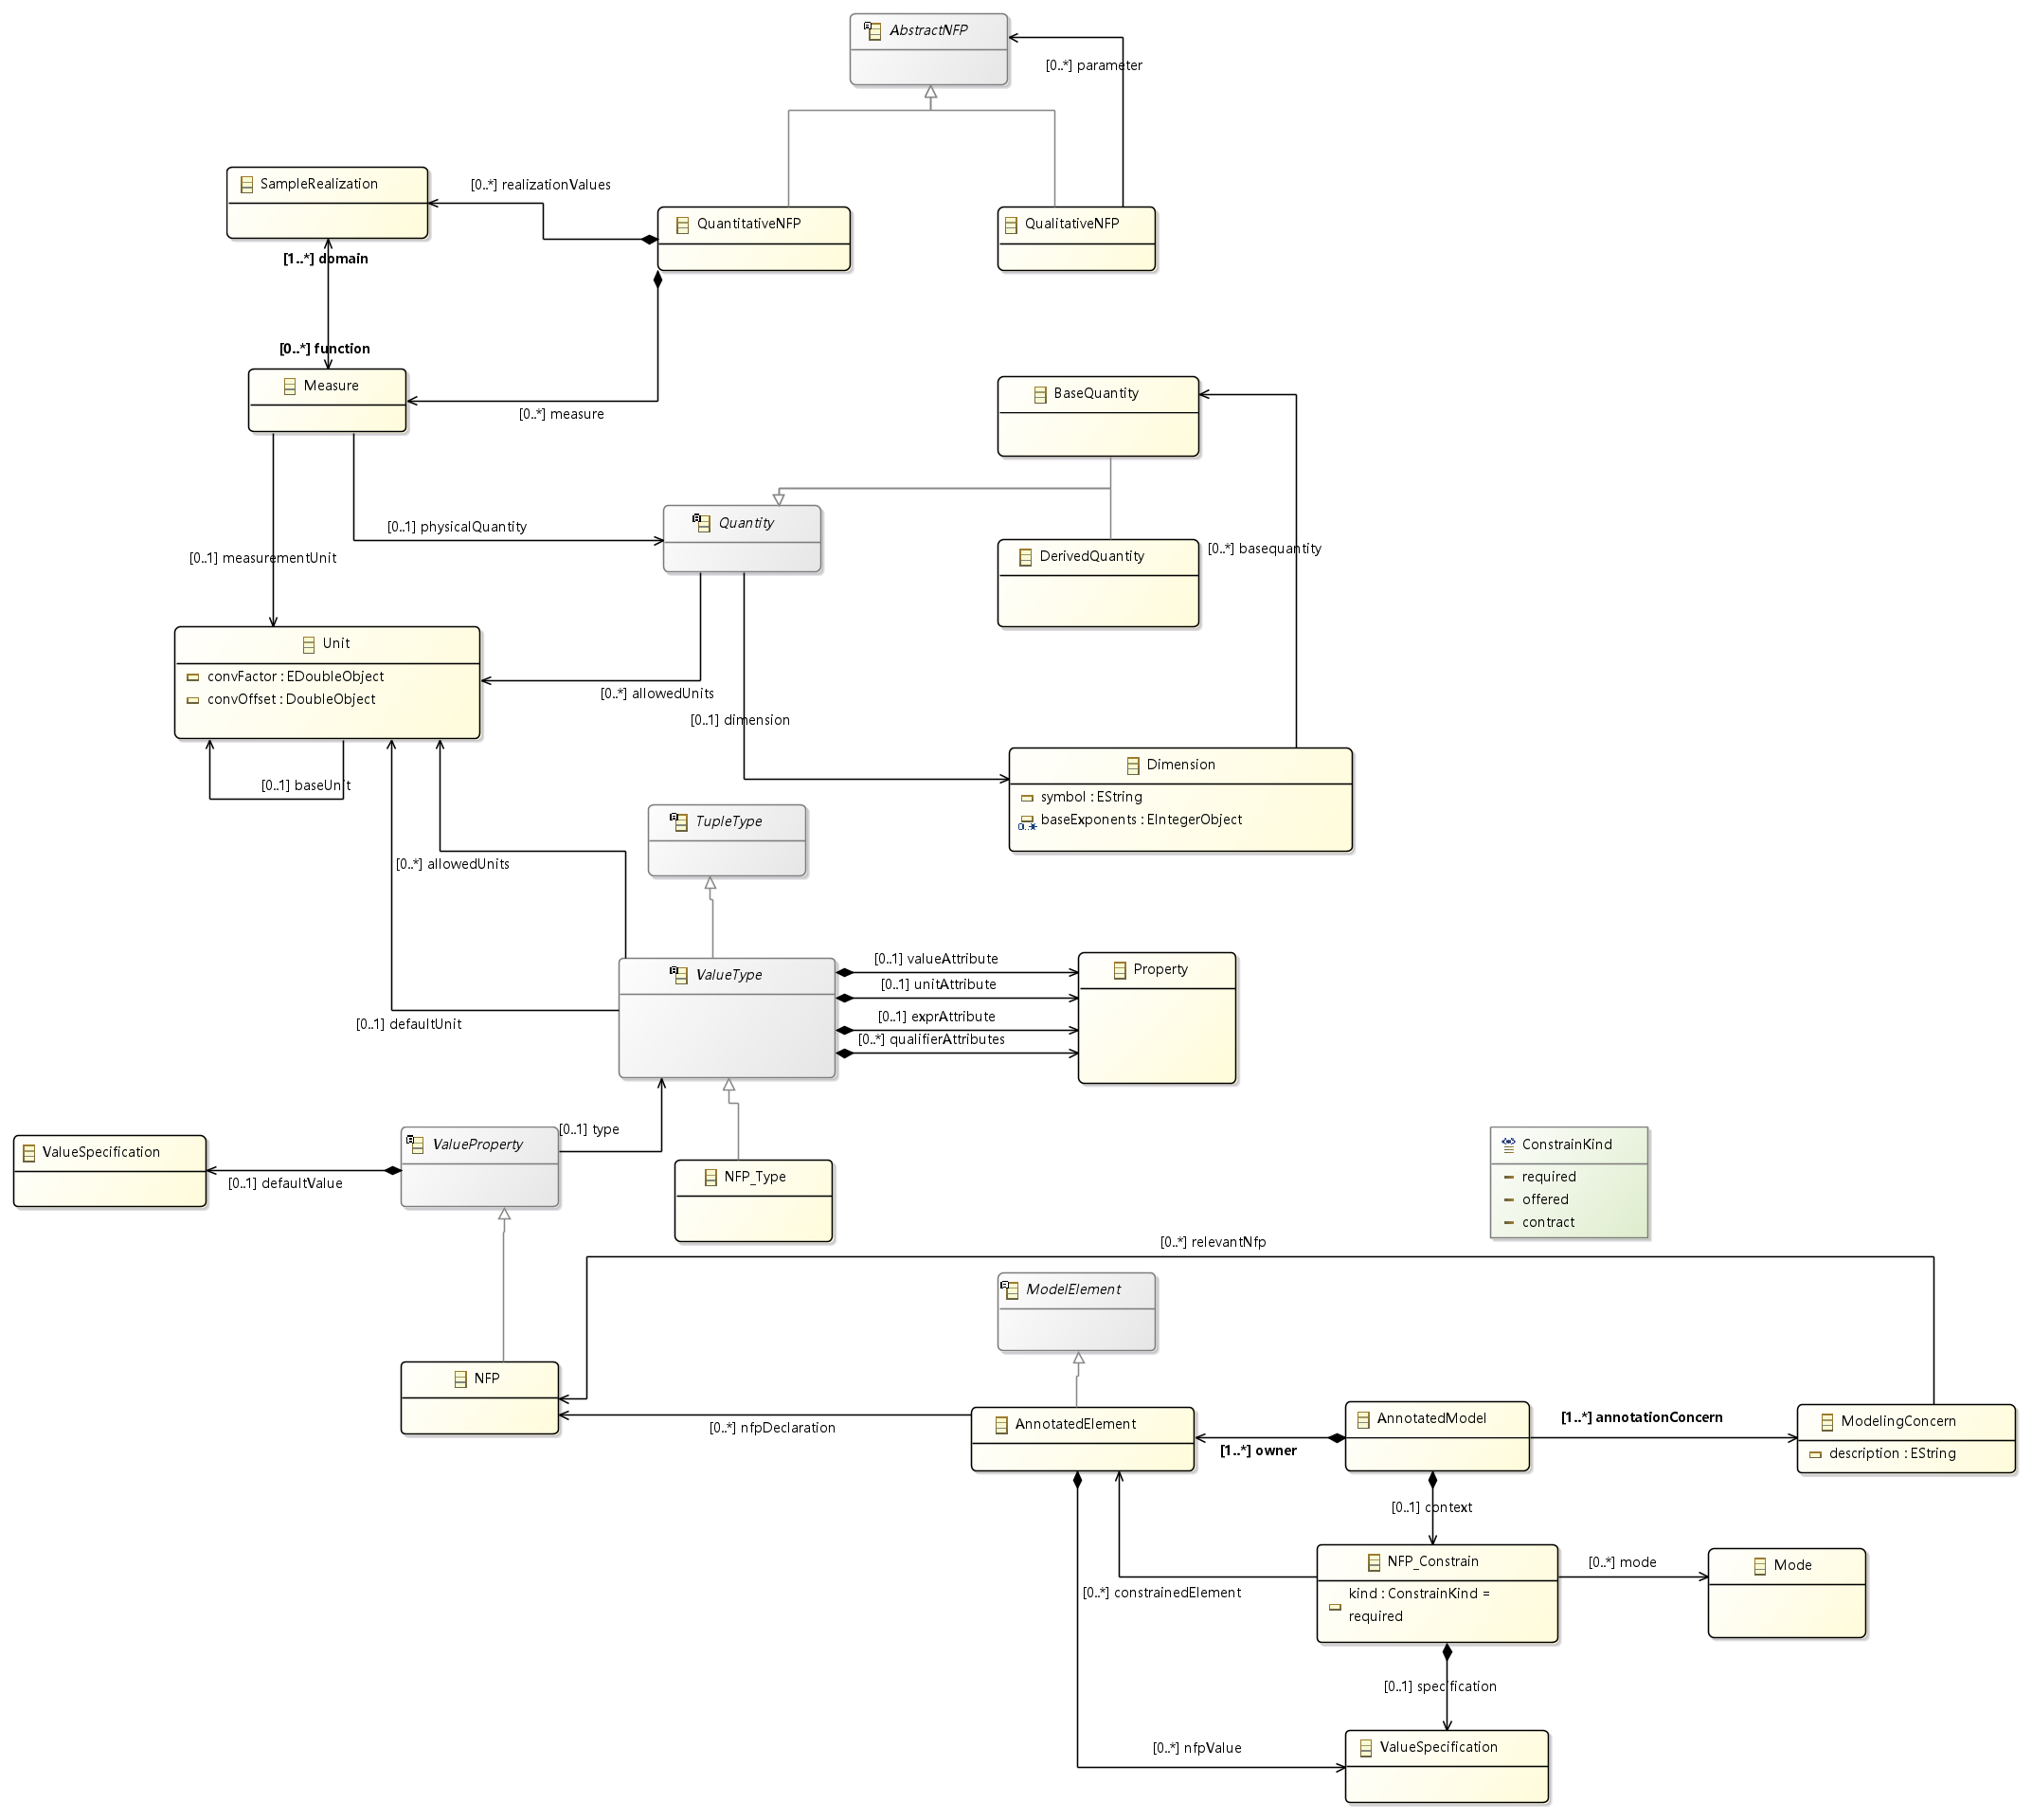 AbstractNFP
[0..*] parameter
SampleRealization
[0..*] realizationValues
QuantitativeNFP
QualitativeNFP
[1..*] domain
[0..*] function
Measure
[0..*] measure
BaseQuantity
Quantity
[0..1] physicalQuantity
[0..*] basequantity
DerivedQuantity
[0..1] measurementUnit
Unit
convFactor : EDoubleObject
convOffset : DoubleObject
[0..*] allowedUnits
[0..1] dimension
Dimension
symbol : EString
0..*
baseExponents : EIntegerObject
[0..1] baseUnit
TupleType
[0..*] allowedUnits
ValueType
[0..1] valueAttribute
[0..1] unitAttribute
[0..1] exprAttribute
[0..*] qualifierAttributes
Property
[0..1] defaultUnit
[0..1] type
ValueSpecification
[0..1] defaultValue
ValueProperty
NFP_Type
ConstrainKind
required
offered
contract
[0..*] relevantNfp
ModelElement
NFP
[0..*] nfpDeclaration
AnnotatedElement
[1..*] owner
AnnotatedModel
[1..*] annotationConcern
ModelingConcern
description : EString
[0..1] context
[0..*] constrainedElement
NFP_Constrain
kind : ConstrainKind =
required
[0..*] mode
Mode
[0..1] specification
[0..*] nfpValue
ValueSpecification